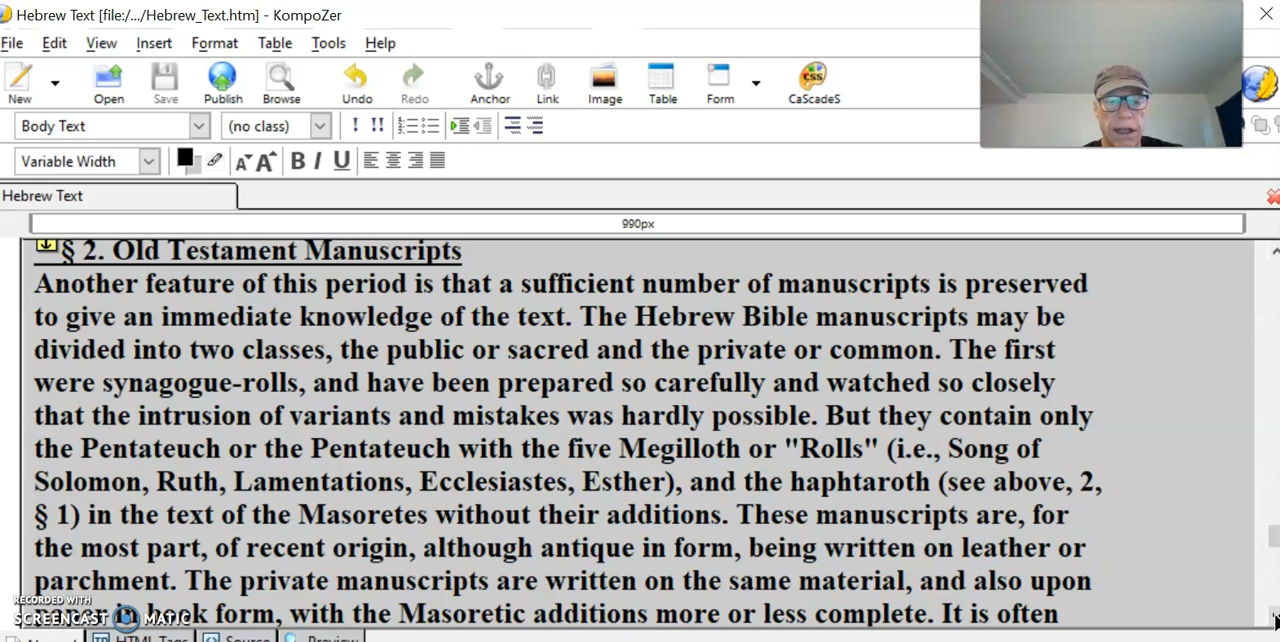 Hebrew Text [file:/.../Hebrew_Text.htm] - KompoZer
File Edit View Insert Format Table Tools Help
New Open Save Publish Browse Undo Redo Anchor Link Image Table Form CaScadeS
Body Text (no class) ! !!
Variable Width A A B I U
Hebrew Text
990px
§ 2. Old Testament Manuscripts
Another feature of this period is that a sufficient number of manuscripts is preserved
to give an immediate knowledge of the text. The Hebrew Bible manuscripts may be
divided into two classes, the public or sacred and the private or common. The first
were synagogue-rolls, and have been prepared so carefully and watched so closely
that the intrusion of variants and mistakes was hardly possible. But they contain only
the Pentateuch or the Pentateuch with the five Megilloth or "Rolls" (i.e., Song of
Solomon, Ruth, Lamentations, Ecclesiastes, Esther), and the haphtaroth (see above, 2,
§ 1) in the text of the Masoretes without their additions. These manuscripts are, for
the most part, of recent origin, although antique in form, being written on leather or
parchment. The private manuscripts are written on the same material, and also upon
paper in book form, with the Masoretic additions more or less complete. It is often
RECORDED WITH
SCREENCAST MATIC
HTML Tags Source Preview